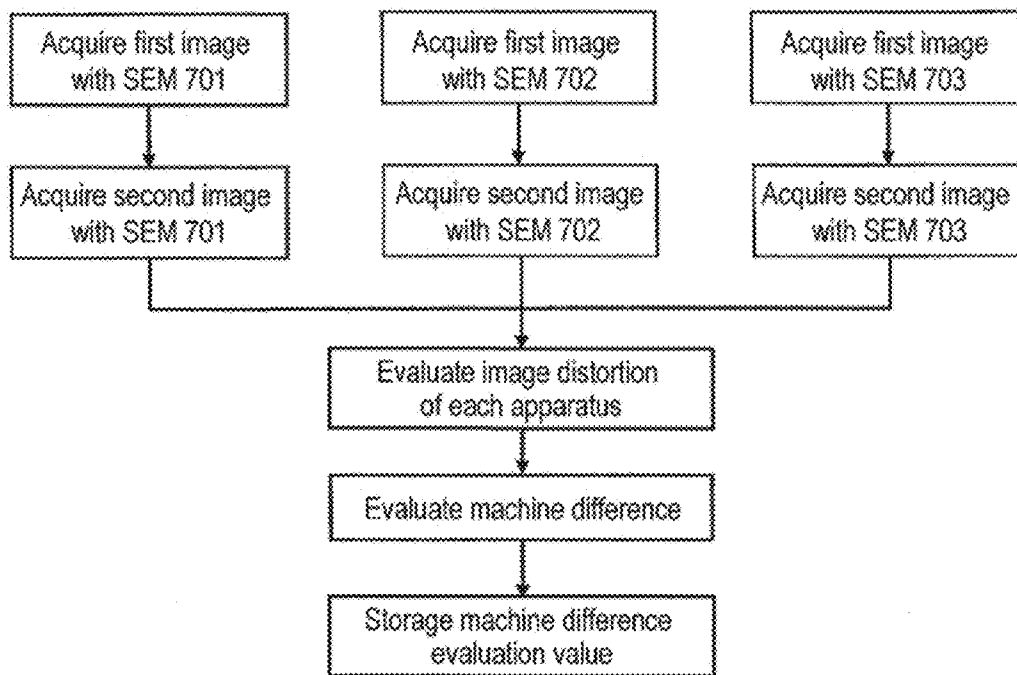 Acquire first image
with SEM 701
Acquire first image
with SEM 702
Acquire first image
with SEM 703
Acquire second image
with SEM 701
Acquire second image
with SEM 702
Acquire second image
with SEM 703
Evaluate image distortion
of each apparatus
Evaluate machine difference
Storage machine difference
evaluation value